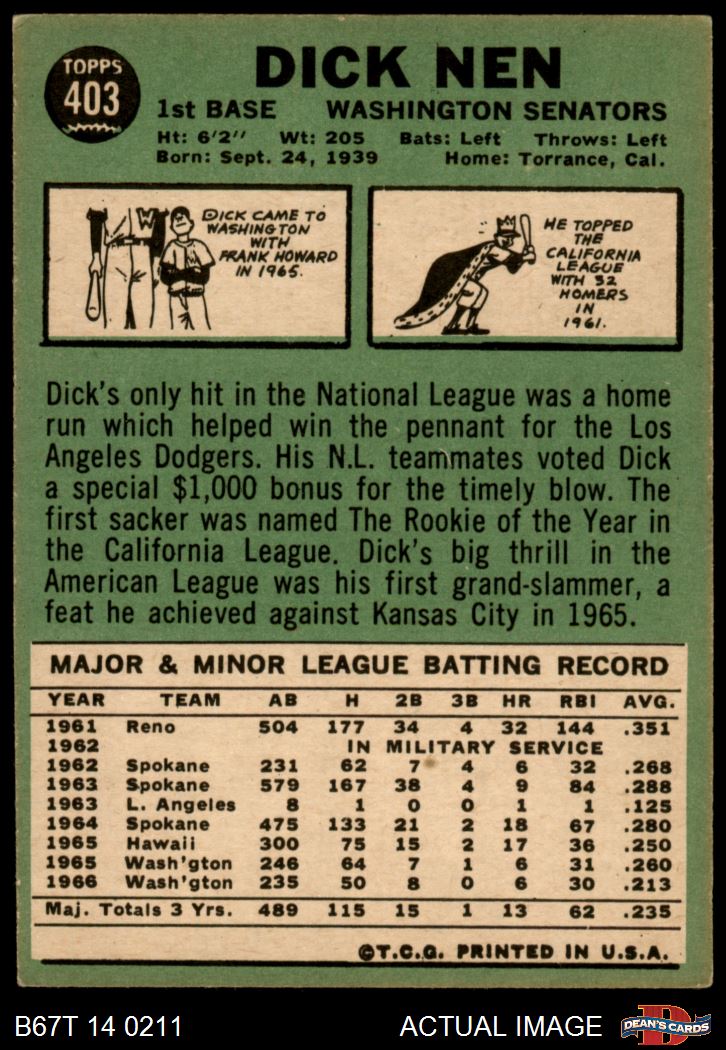 TOPPS
403
DICK NEN
1st BASE WASHINGTON SENATORS
Ht: 6'2" Wt: 205 Bats: Left Throws: Left
Born: Sept. 24, 1939 Home: Torrance, Cal.
W
DICK CAME TO
WASHINGTON
WITH
FRANK HOWARD
IN 1965.
HE TOPPED
THE
CALIFORNIA
LEAGUE
WITH 32
HOMERS
IN
1961.
Dick's only hit in the National League was a home
run which helped win the pennant for the Los
Angeles Dodgers. His N.L. teammates voted Dick
a special $1,000 bonus for the timely blow. The
first sacker was named The Rookie of the Year in
the California League. Dick's big thrill in the
American League was his first grand-slammer, a
feat he achieved against Kansas City in 1965.
MAJOR & MINOR LEAGUE BATTING RECORD
YEAR TEAM AB H 2B 3B HR RBI AVG.
1961 Reno 504 177 34 4 32 144 .351
1962 IN MILITARY SERVICE
1962 Spokane 231 62 7 4 6 32 .268
1963 Spokane 579 167 38 4 9 84 .288
1963 L. Angeles 8 1 0 0 1 1 .125
1964 Spokane 475 133 21 2 18 67 .280
1965 Hawaii 300 75 15 2 17 36 .250
1965 Wash'gton 246 64 7 1 6 31 .260
1966 Wash'gton 235 50 8 0 6 30 .213
Maj. Totals 3 Yrs. 489 115 15 1 13 62 .235
©T.C.G. PRINTED IN U.S.A.
B67T 14 0211 ACTUAL IMAGE
D
DEAN'S CARDS